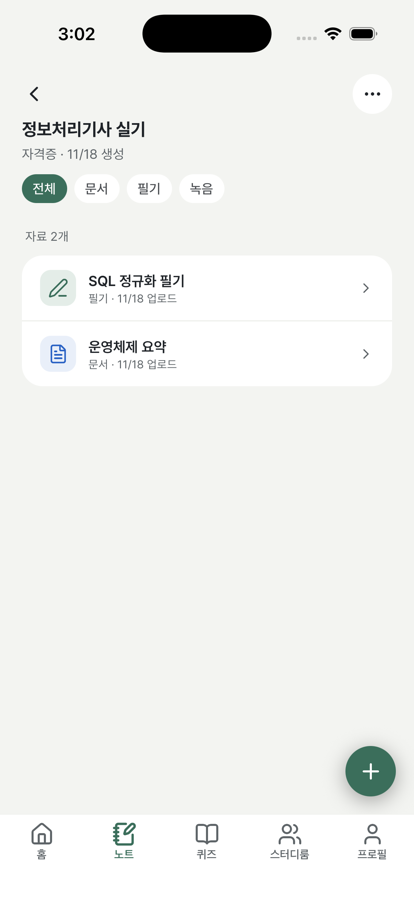 3:02
정보처리기사 실기
자격증 · 11/18 생성
전체 문서 필기 녹음
자료 2개
SQL 정규화 필기
필기 · 11/18 업로드
운영체제 요약
문서 · 11/18 업로드
홈 노트 퀴즈 스터디룸 프로필